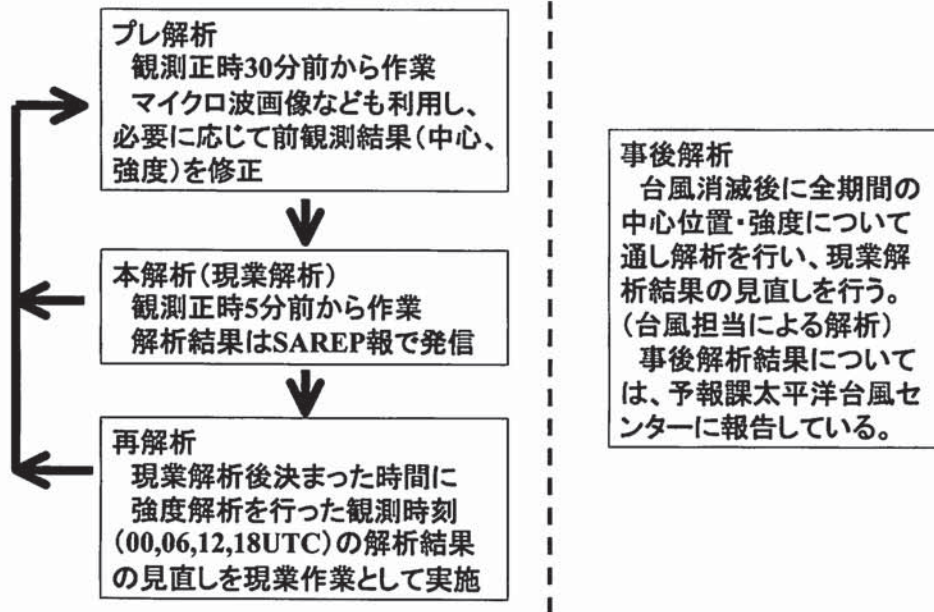 プレ解析
観測正時30分前から作業
マイクロ波画像なども利用し、
必要に応じて前観測結果(中心、
強度)を修正
本解析(現業解析)
観測正時5分前から作業
解析結果はSAREP報で発信
再解析
現業解析後決まった時間に
強度解析を行った観測時刻
(00,06,12,18UTC)の解析結果
の見直しを現業作業として実施
事後解析
台風消滅後に全期間の
中心位置・強度について
通し解析を行い、現業解
析結果の見直しを行う。
(台風担当による解析)
事後解析結果について
は、予報課太平洋台風セ
ンターに報告している。